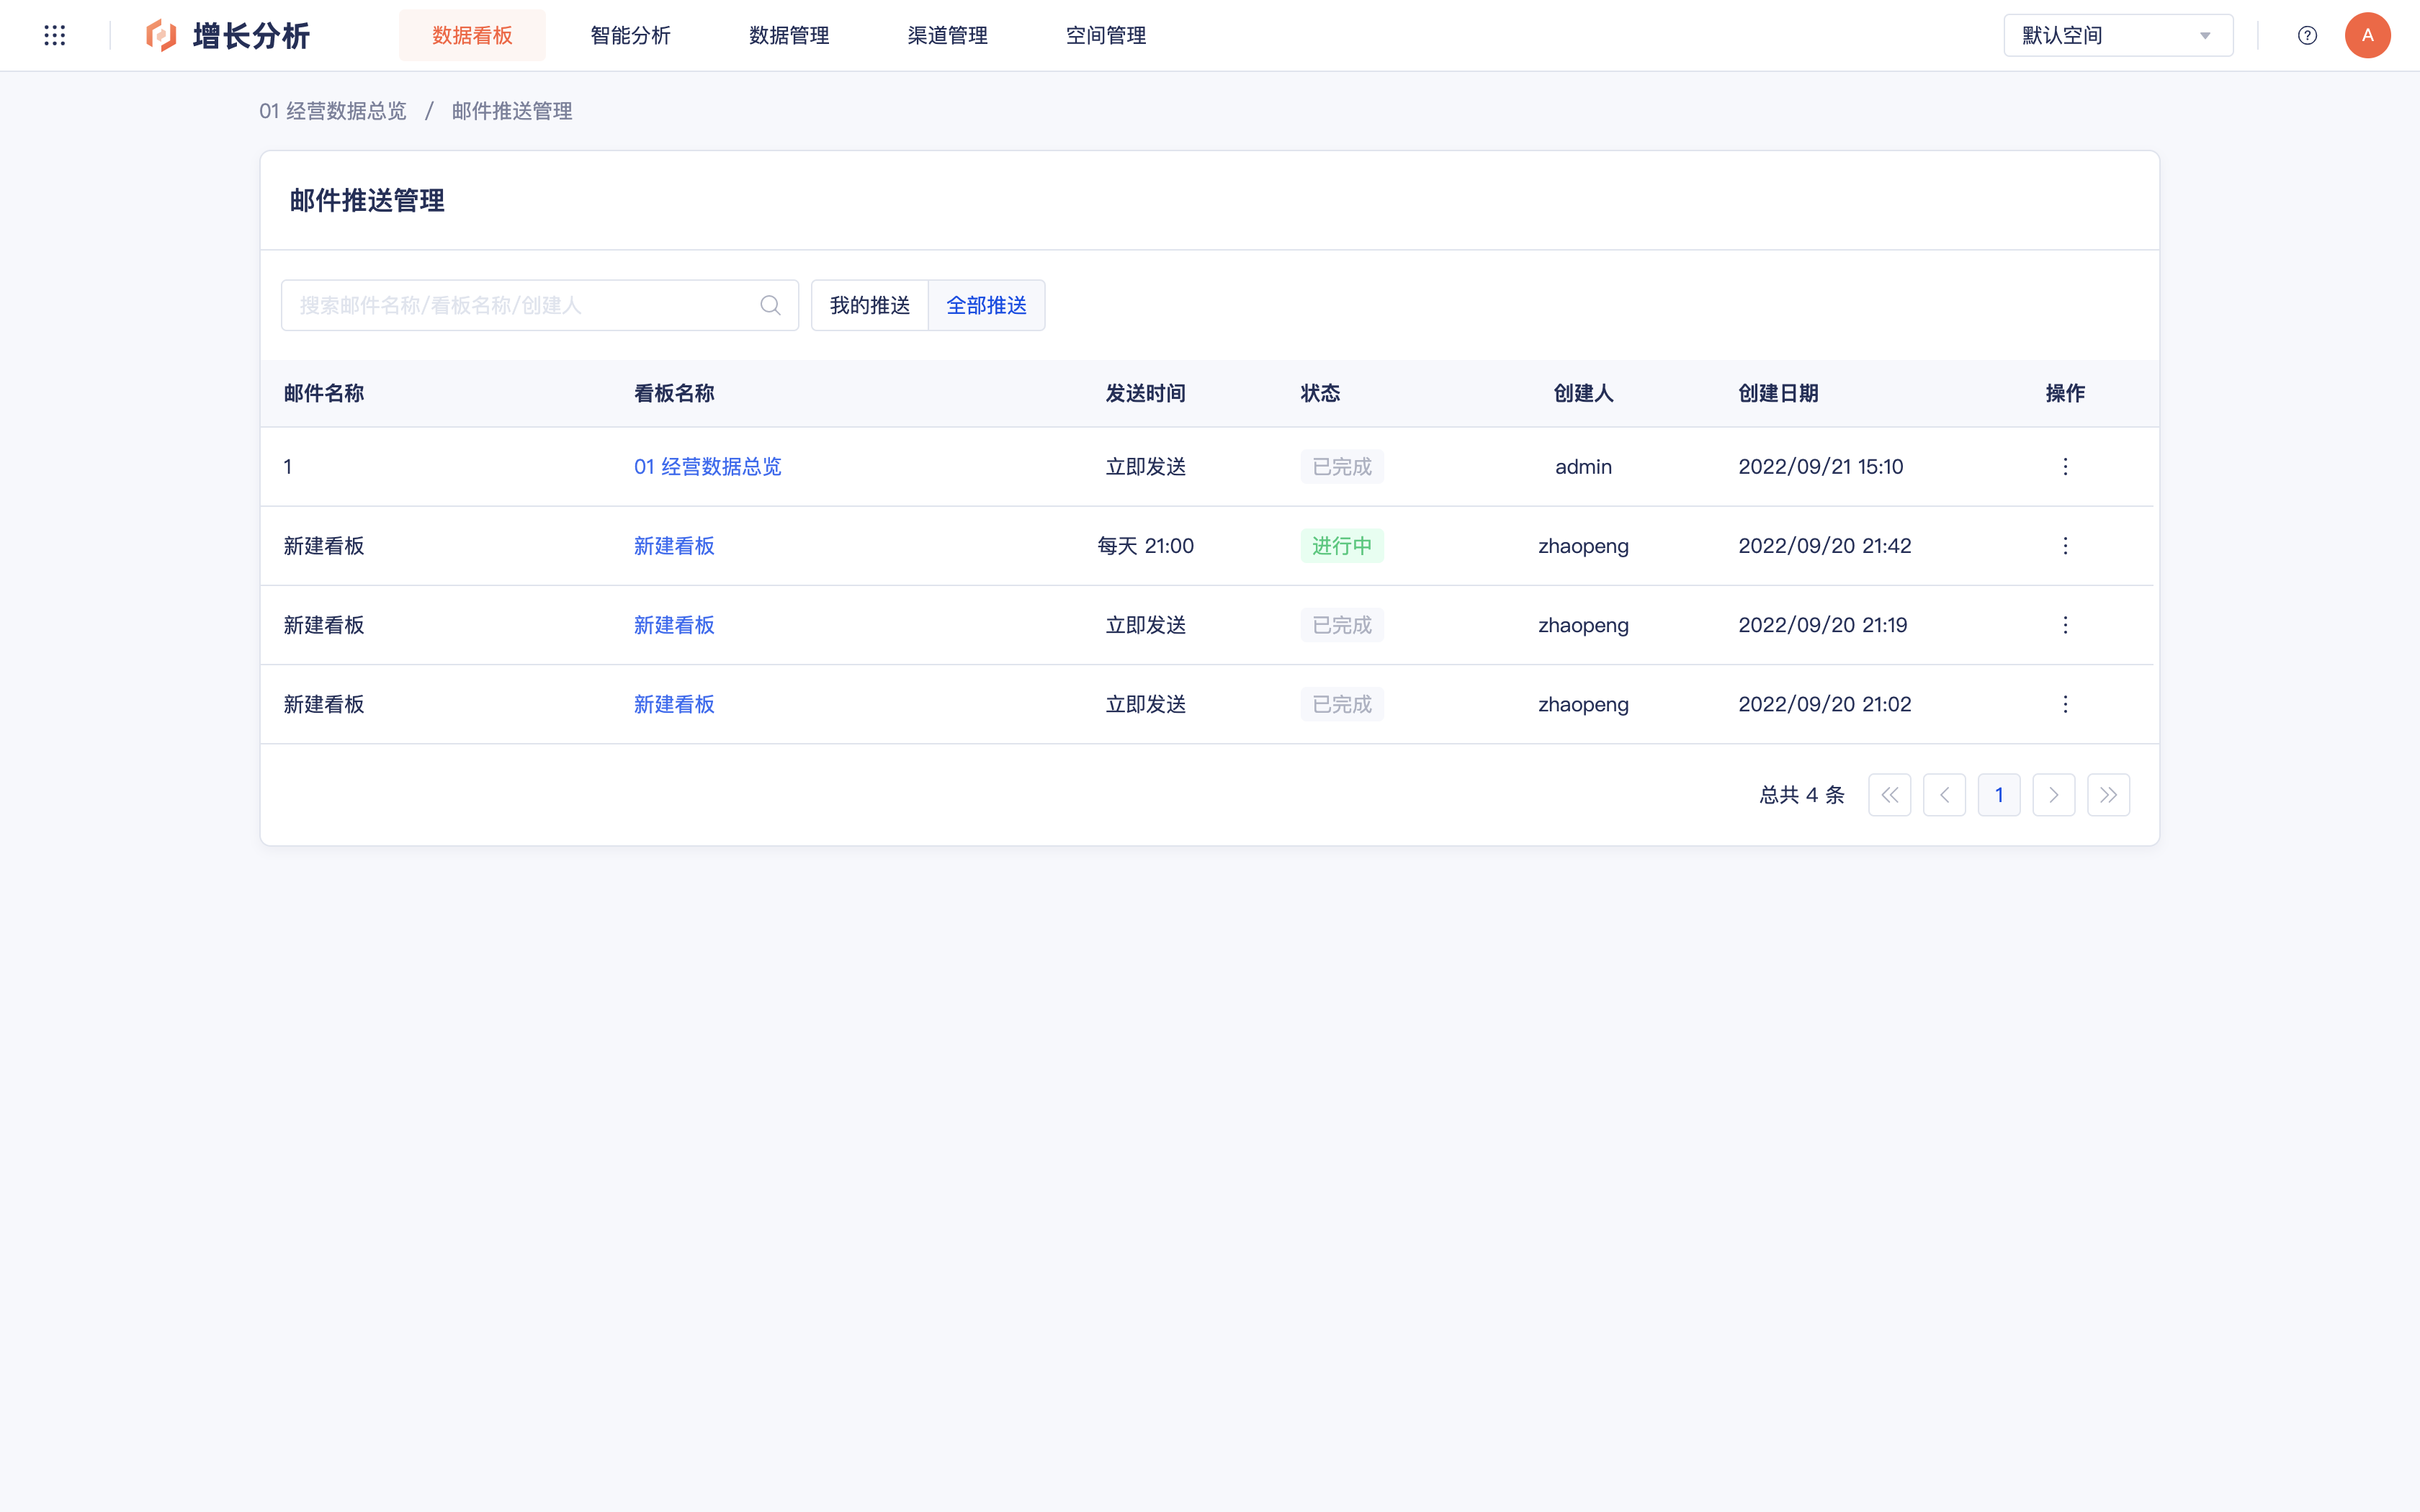 增长分析 数据看板 智能分析 数据管理 渠道管理 空间管理 默认空间 ? A
01 经营数据总览 / 邮件推送管理
邮件推送管理
搜索邮件名称/看板名称/创建人 我的推送 全部推送
邮件名称 看板名称 发送时间 状态 创建人 创建日期 操作
1 01 经营数据总览 立即发送 已完成 admin 2022/09/21 15:10
新建看板 新建看板 每天 21:00 进行中 zhaopeng 2022/09/20 21:42
新建看板 新建看板 立即发送 已完成 zhaopeng 2022/09/20 21:19
新建看板 新建看板 立即发送 已完成 zhaopeng 2022/09/20 21:02
总共 4 条 1